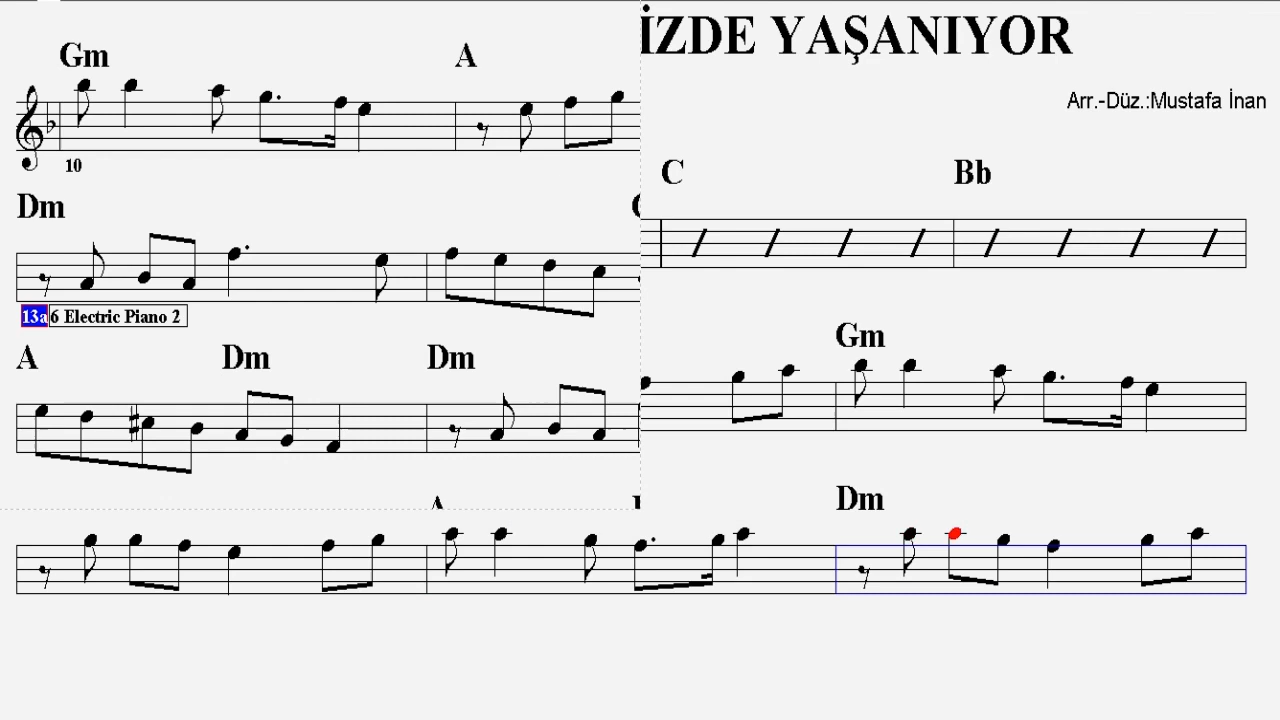 İZDE YAŞANIYOR
Gm A
Arr.-Düz.:Mustafa İnan
10
C Bb
Dm
13a 6 Electric Piano 2
Gm
A Dm Dm
A
Dm